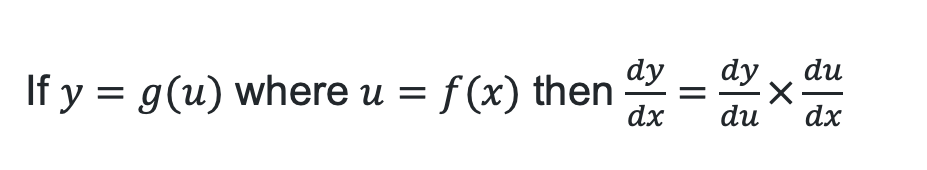 If y = g(u) where u = f(x) then dy/dx = dy/du × du/dx